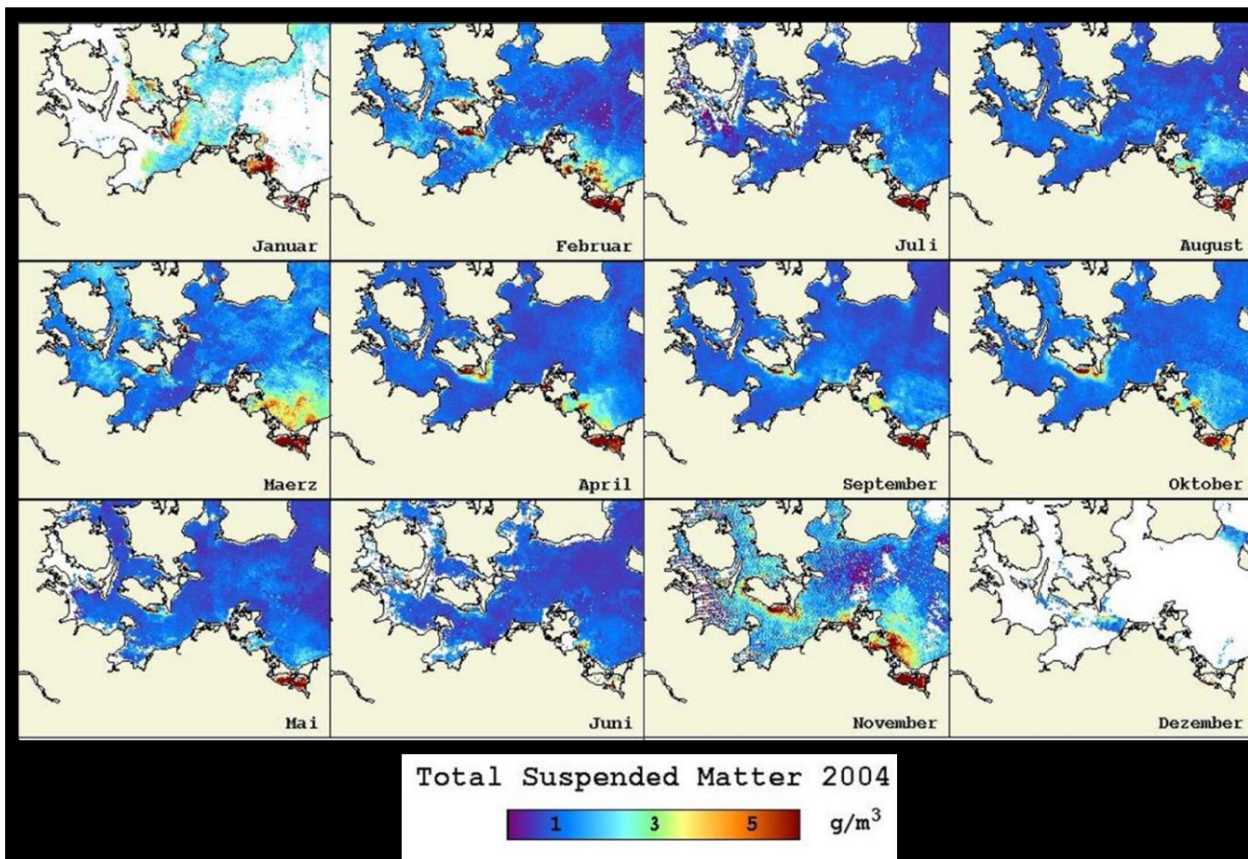 Januar
Februar
Juli
August
Maerz
April
September
Oktober
Mai
Juni
November
Dezember
Total Suspended Matter 2004
1 3 5 g/m³